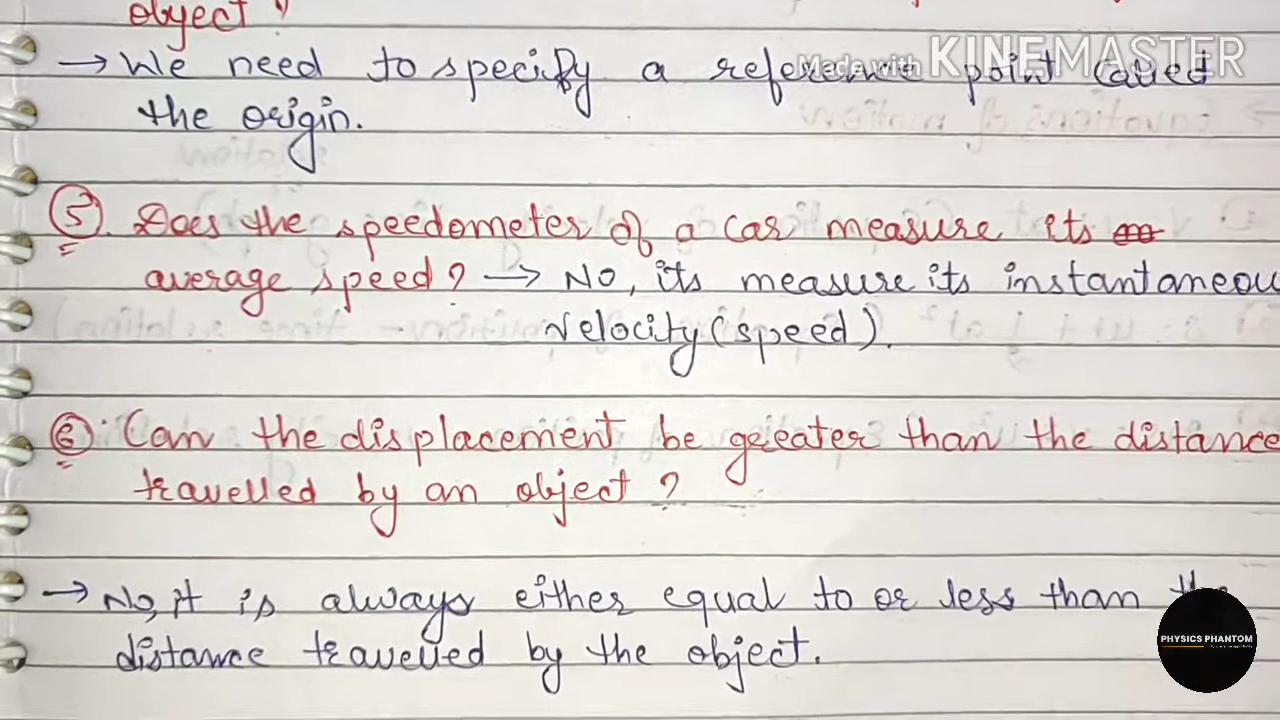 object ?
→ We need to specify a reference point called
the origin.
Made with KINEMASTER
5. Does the speedometer of a car measure its
average speed? → No, its measure its instantaneou
Velocity (speed).
6. Can the displacement be greater than the distance
travelled by an object ?
→ No, it is always either equal to or less than the
distance travelled by the object.
PHYSICS PHANTOM